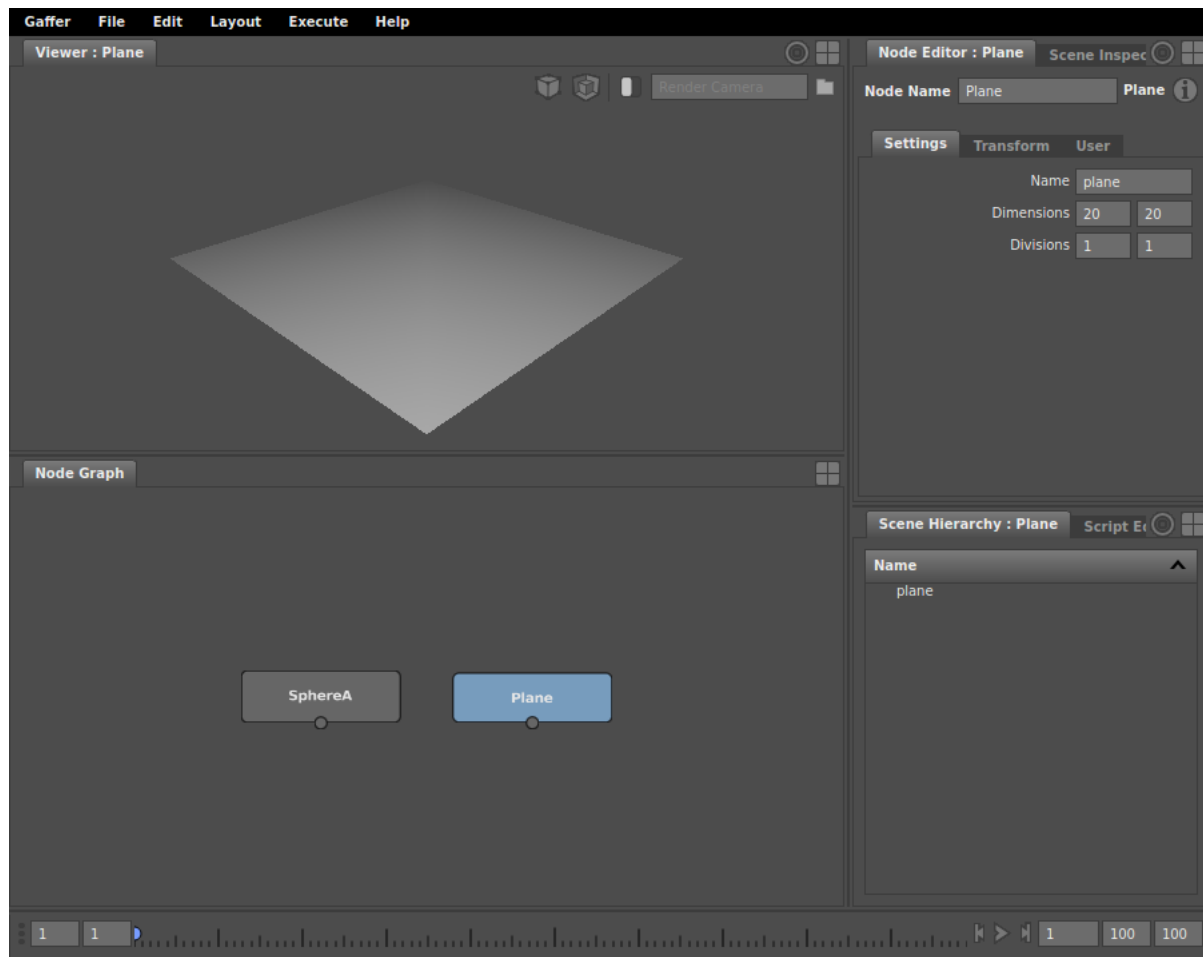 Gaffer File Edit Layout Execute Help
Viewer : Plane
Render Camera
Node Editor : Plane Scene Inspec
Node Name Plane Plane
Settings Transform User
Name plane
Dimensions 20 20
Divisions 1 1
Node Graph
SphereA Plane
Scene Hierarchy : Plane Script E
Name
plane
1 1 1 100 100